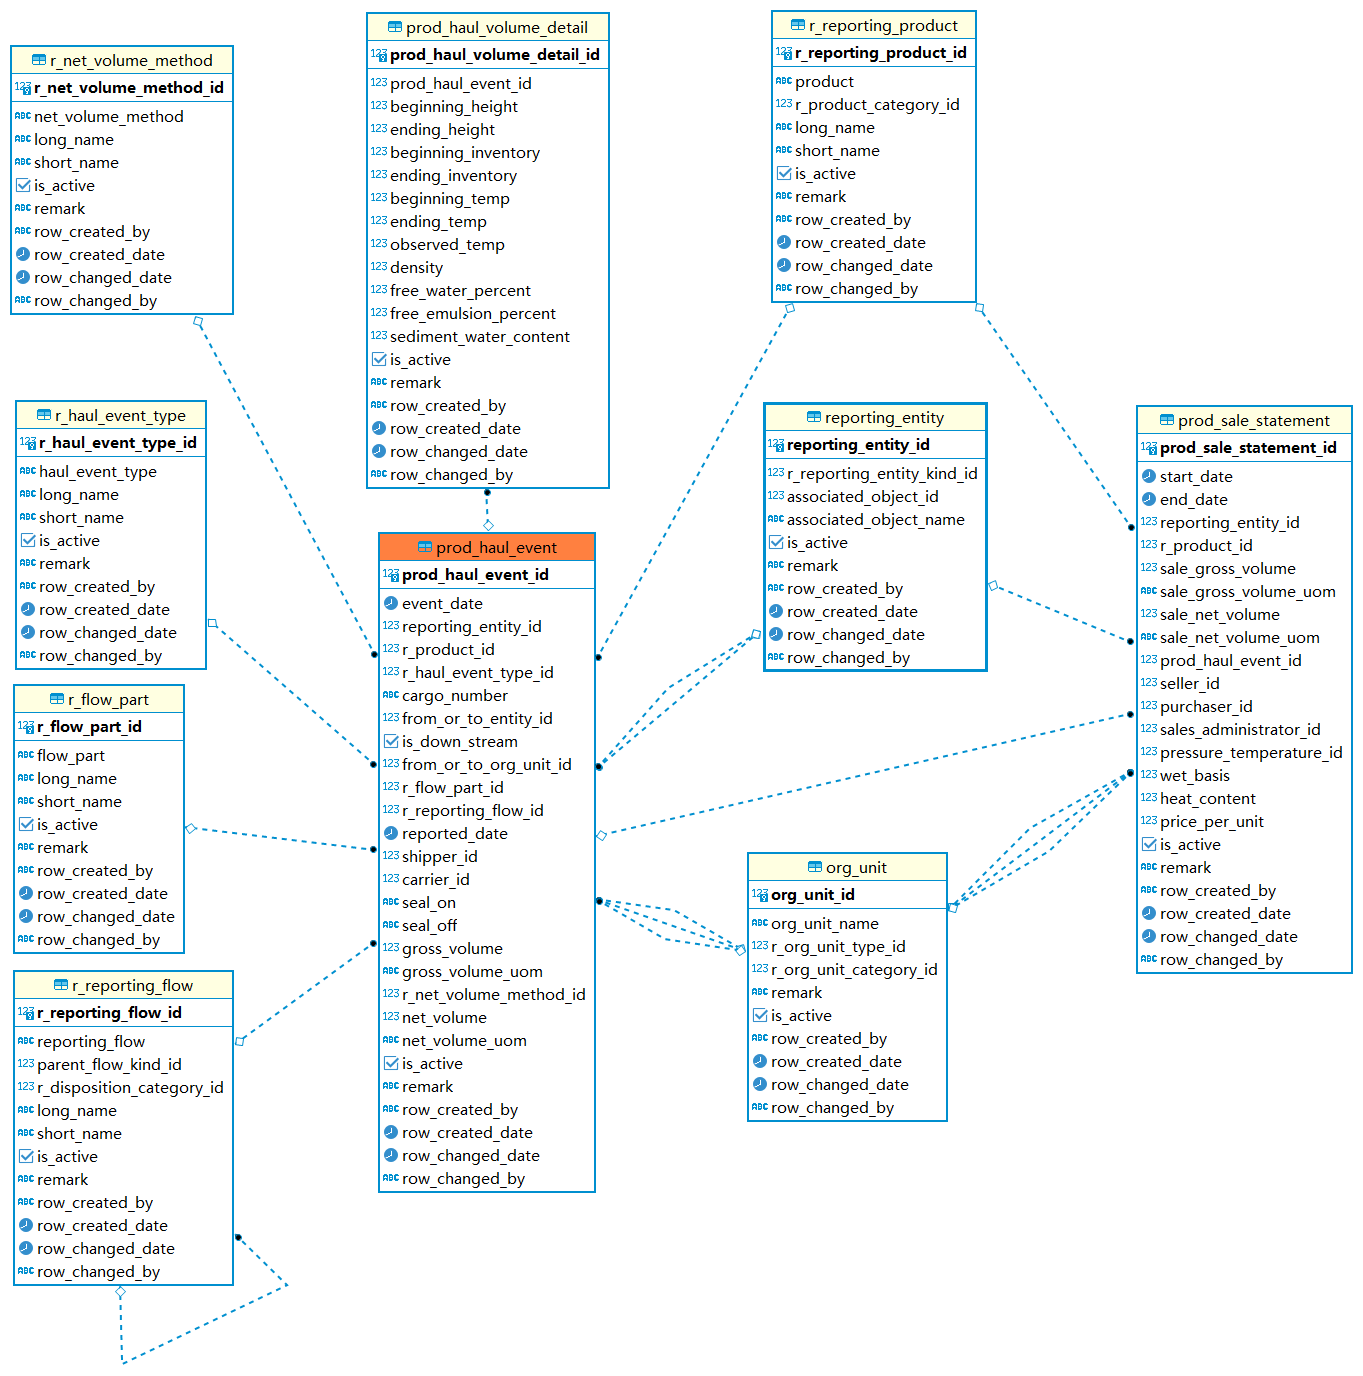 r_net_volume_method
r_net_volume_method_id
net_volume_method
long_name
short_name
is_active
remark
row_created_by
row_created_date
row_changed_date
row_changed_by
prod_haul_volume_detail
prod_haul_volume_detail_id
prod_haul_event_id
beginning_height
ending_height
beginning_inventory
ending_inventory
beginning_temp
ending_temp
observed_temp
density
free_water_percent
free_emulsion_percent
sediment_water_content
is_active
remark
row_created_by
row_created_date
row_changed_date
row_changed_by
r_reporting_product
r_reporting_product_id
product
r_product_category_id
long_name
short_name
is_active
remark
row_created_by
row_created_date
row_changed_date
row_changed_by
r_haul_event_type
r_haul_event_type_id
haul_event_type
long_name
short_name
is_active
remark
row_created_by
row_created_date
row_changed_date
row_changed_by
reporting_entity
reporting_entity_id
r_reporting_entity_kind_id
associated_object_id
associated_object_name
is_active
remark
row_created_by
row_created_date
row_changed_date
row_changed_by
prod_sale_statement
prod_sale_statement_id
start_date
end_date
reporting_entity_id
r_product_id
sale_gross_volume
sale_gross_volume_uom
sale_net_volume
sale_net_volume_uom
prod_haul_event_id
seller_id
purchaser_id
sales_administrator_id
pressure_temperature_id
wet_basis
heat_content
price_per_unit
is_active
remark
row_created_by
row_created_date
row_changed_date
row_changed_by
prod_haul_event
prod_haul_event_id
event_date
reporting_entity_id
r_product_id
r_haul_event_type_id
cargo_number
from_or_to_entity_id
is_down_stream
from_or_to_org_unit_id
r_flow_part_id
r_reporting_flow_id
reported_date
shipper_id
carrier_id
seal_on
seal_off
gross_volume
gross_volume_uom
r_net_volume_method_id
net_volume
net_volume_uom
is_active
remark
row_created_by
row_created_date
row_changed_date
row_changed_by
r_flow_part
r_flow_part_id
flow_part
long_name
short_name
is_active
remark
row_created_by
row_created_date
row_changed_date
row_changed_by
org_unit
org_unit_id
org_unit_name
r_org_unit_type_id
r_org_unit_category_id
remark
is_active
row_created_by
row_created_date
row_changed_date
row_changed_by
r_reporting_flow
r_reporting_flow_id
reporting_flow
parent_flow_kind_id
r_disposition_category_id
long_name
short_name
is_active
remark
row_created_by
row_created_date
row_changed_date
row_changed_by